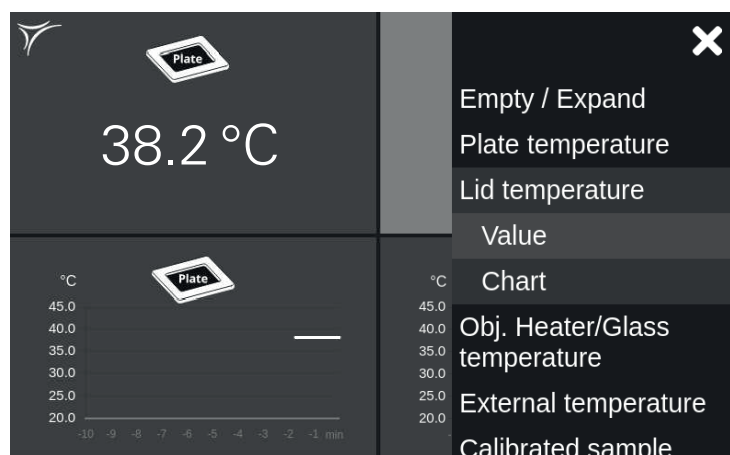 Plate
38.2 °C
Plate
°C
45.0
40.0
35.0
30.0
25.0
20.0
-10 -9 -8 -7 -6 -5 -4 -3 -2 -1 min
°C
45.0
40.0
35.0
30.0
25.0
20.0
Empty / Expand
Plate temperature
Lid temperature
Value
Chart
Obj. Heater/Glass
temperature
External temperature
Calibrated sample